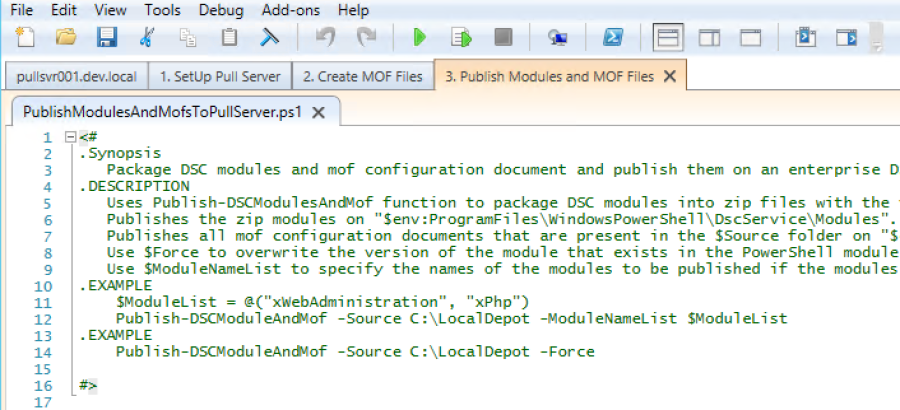 File Edit View Tools Debug Add-ons Help
pullsvr001.dev.local 1. SetUp Pull Server 2. Create MOF Files 3. Publish Modules and MOF Files
PublishModulesAndMofsToPullServer.ps1
1 <#
2 .Synopsis
3 Package DSC modules and mof configuration document and publish them on an enterprise D
4 .DESCRIPTION
5 Uses Publish-DSCModulesAndMof function to package DSC modules into zip files with the
6 Publishes the zip modules on "$env:ProgramFiles\WindowsPowerShell\DscService\Modules".
7 Publishes all mof configuration documents that are present in the $Source folder on "$
8 Use $Force to overwrite the version of the module that exists in the PowerShell module
9 Use $ModuleNameList to specify the names of the modules to be published if the modules
10 .EXAMPLE
11 $ModuleList = @("xWebAdministration", "xPhp")
12 Publish-DSCModuleAndMof -Source C:\LocalDepot -ModuleNameList $ModuleList
13 .EXAMPLE
14 Publish-DSCModuleAndMof -Source C:\LocalDepot -Force
15
16 #>
17